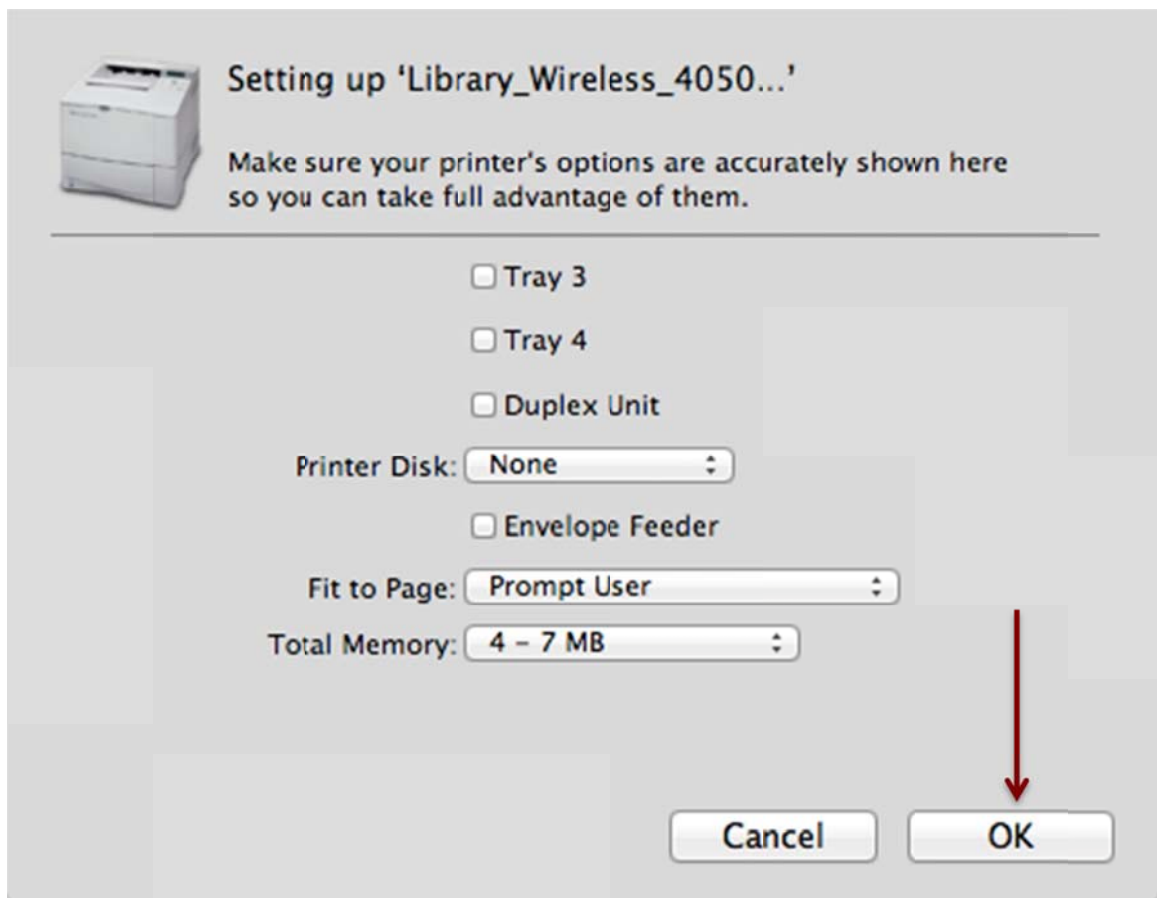 Setting up ‘Library_Wireless_4050...’
Make sure your printer's options are accurately shown here
so you can take full advantage of them.
Tray 3
Tray 4
Duplex Unit
Printer Disk: None
Envelope Feeder
Fit to Page: Prompt User
Total Memory: 4 – 7 MB
Cancel OK